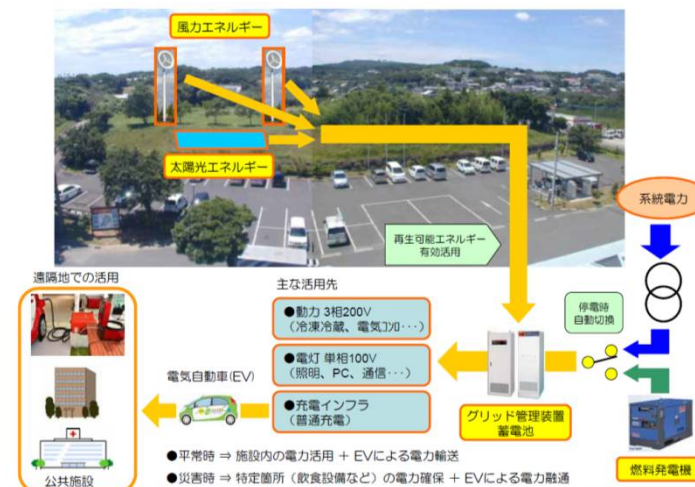 風力エネルギー
太陽光エネルギー
系統電力
再生可能エネルギー
有効活用
遠隔地での活用
主な活用先
停電時
自動切換
●動力 3相200V
(冷凍冷蔵、電気ｺﾝﾛ･･･)
●電灯 単相100V
(照明、PC、通信･･･)
電気自動車(EV)
●充電インフラ
(普通充電)
グリッド管理装置
蓄電池
公共施設
燃料発電機
●平常時 ⇒ 施設内の電力活用 + EVによる電力輸送
●災害時 ⇒ 特定箇所（飲食設備など）の電力確保 + EVによる電力融通